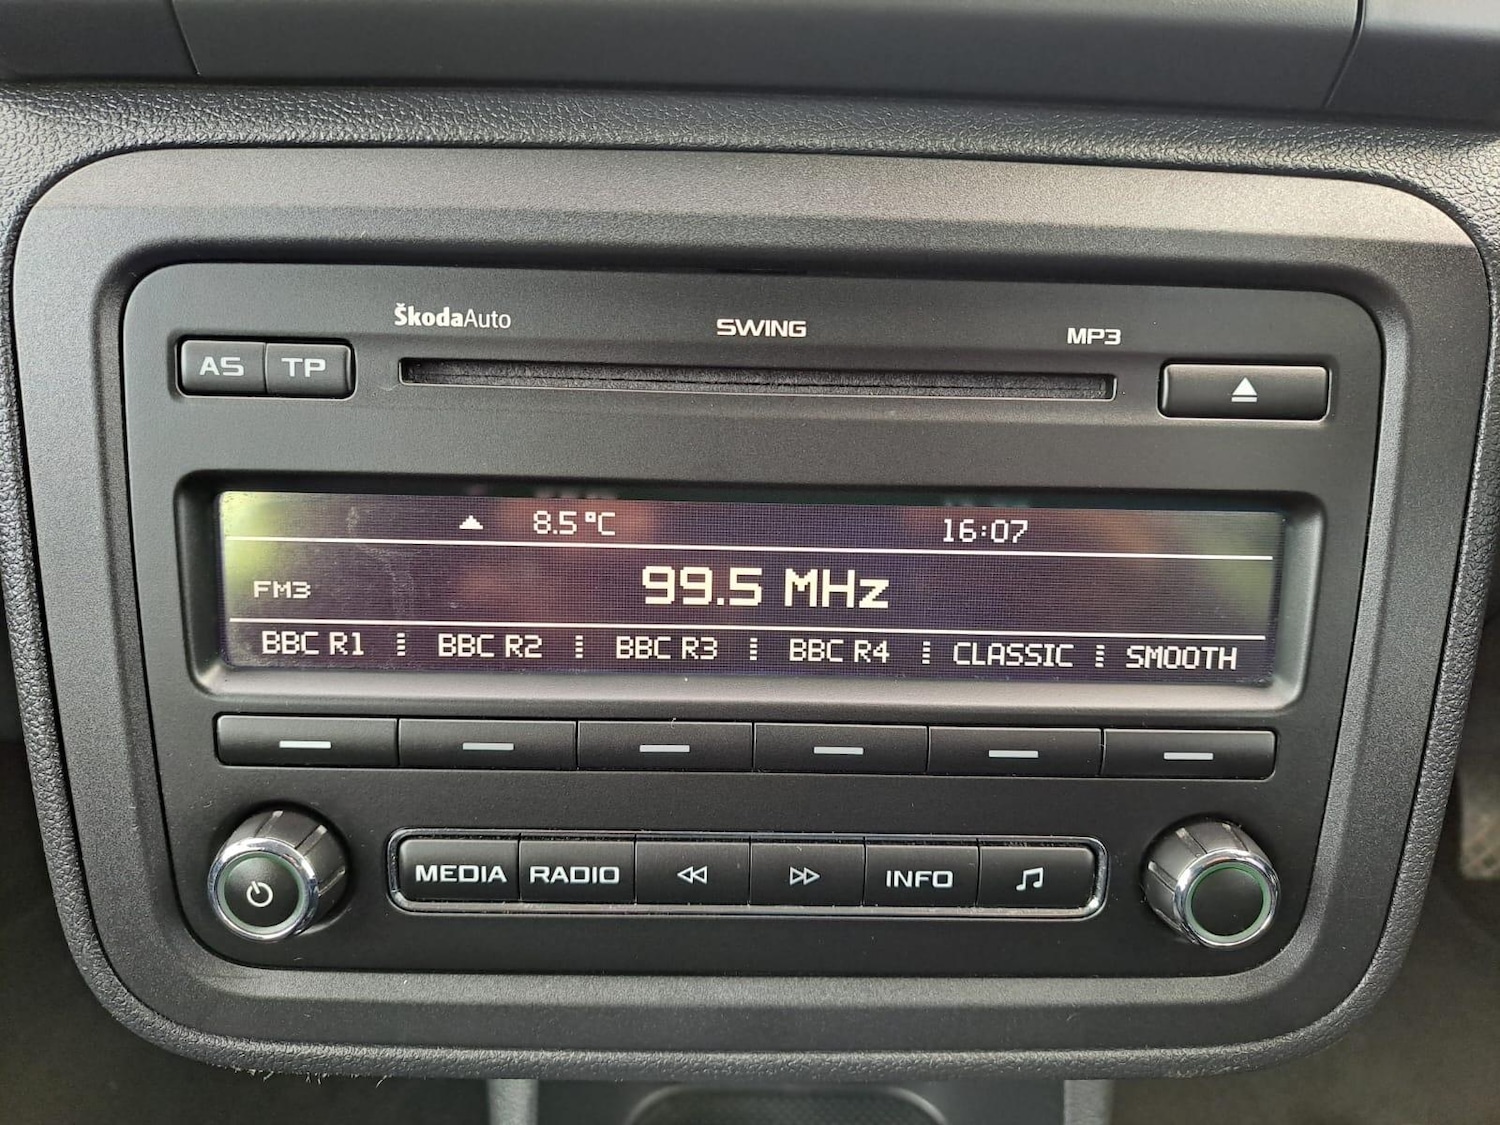 ŠkodaAuto SWING MP3
AS TP
8.5°C 16:07
FM3 99.5 MHz
BBC R1 BBC R2 BBC R3 BBC R4 CLASSIC SMOOTH
MEDIA RADIO INFO